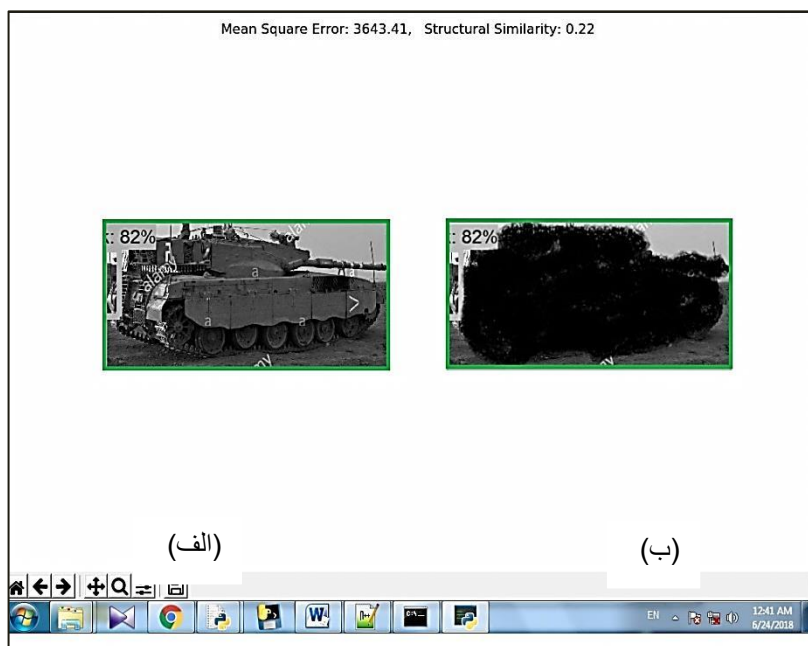 Mean Square Error: 3643.41,   Structural Similarity: 0.22
: 82%
alamy
a
a
a
a
: 82%
(الف)
(ب)
EN
12:41 AM
6/24/2018